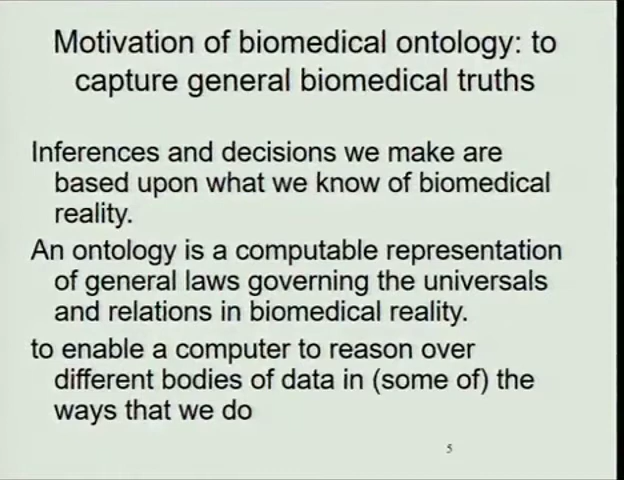 Motivation of biomedical ontology: to
capture general biomedical truths
Inferences and decisions we make are
based upon what we know of biomedical
reality.
An ontology is a computable representation
of general laws governing the universals
and relations in biomedical reality.
to enable a computer to reason over
different bodies of data in (some of) the
ways that we do
5